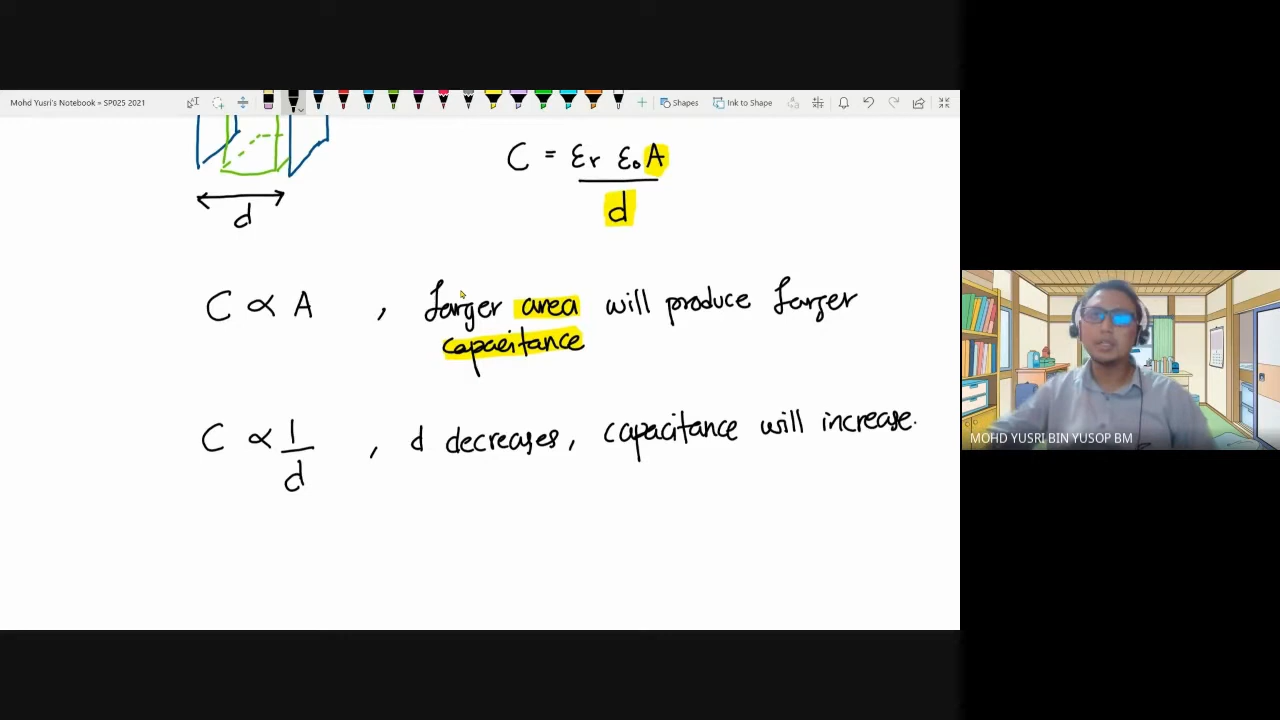 Mohd Yusri's Notebook » SP025 2021
Shapes
Ink to Shape
C = εr ε0 A
d
d
C ∝ A , larger area will produce larger
capacitance
C ∝ 1 , d decreases, capacitance will increase.
d
MOHD YUSRI BIN YUSOP BM